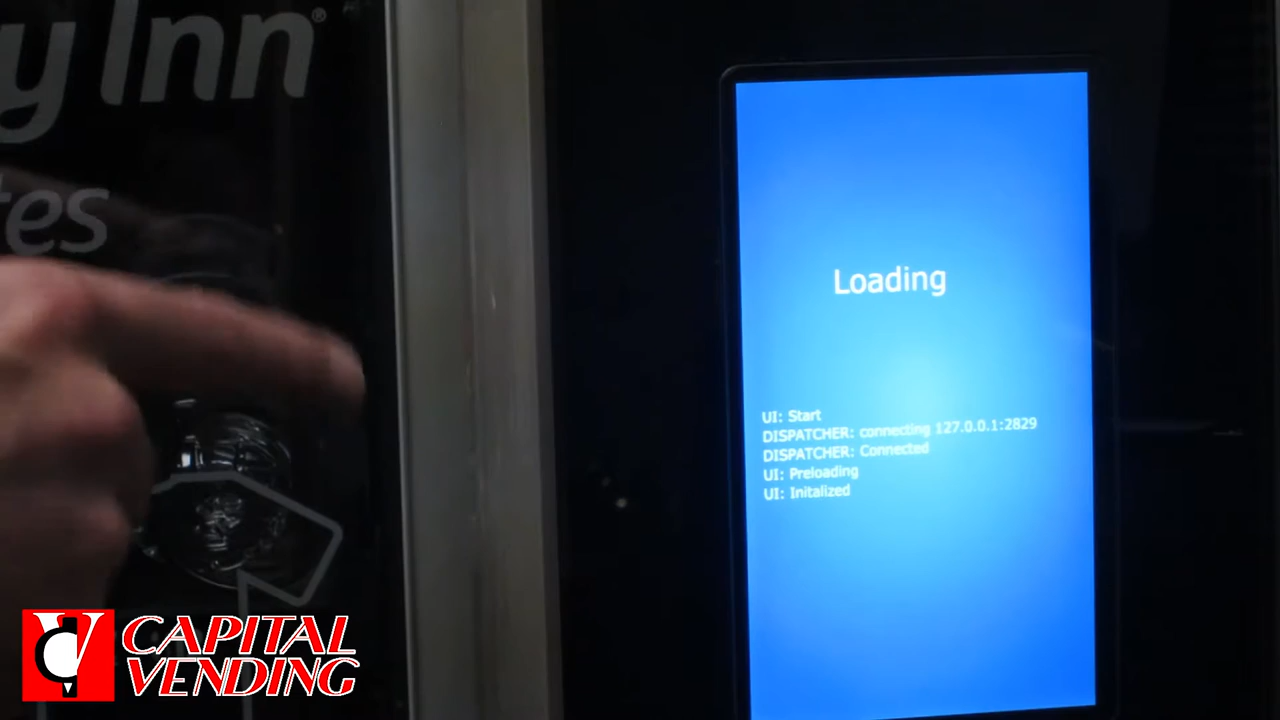 y Inn®
tes
Loading
UI: Start
DISPATCHER: connecting 127.0.0.1:2829
DISPATCHER: Connected
UI: Preloading
UI: Initalized
CAPITAL
VENDING